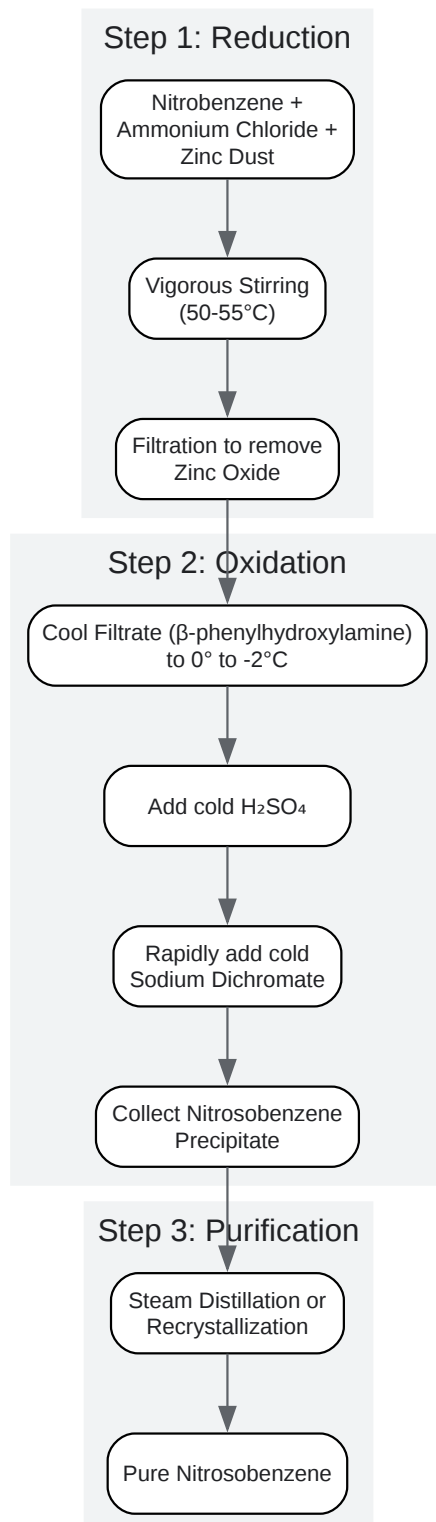 Step 1: Reduction
Nitrobenzene +
Ammonium Chloride +
Zinc Dust
Vigorous Stirring
(50-55°C)
Filtration to remove
Zinc Oxide
Step 2: Oxidation
Cool Filtrate (β-phenylhydroxylamine)
to 0° to -2°C
Add cold H₂SO₄
Rapidly add cold
Sodium Dichromate
Collect Nitrosobenzene
Precipitate
Step 3: Purification
Steam Distillation or
Recrystallization
Pure Nitrosobenzene